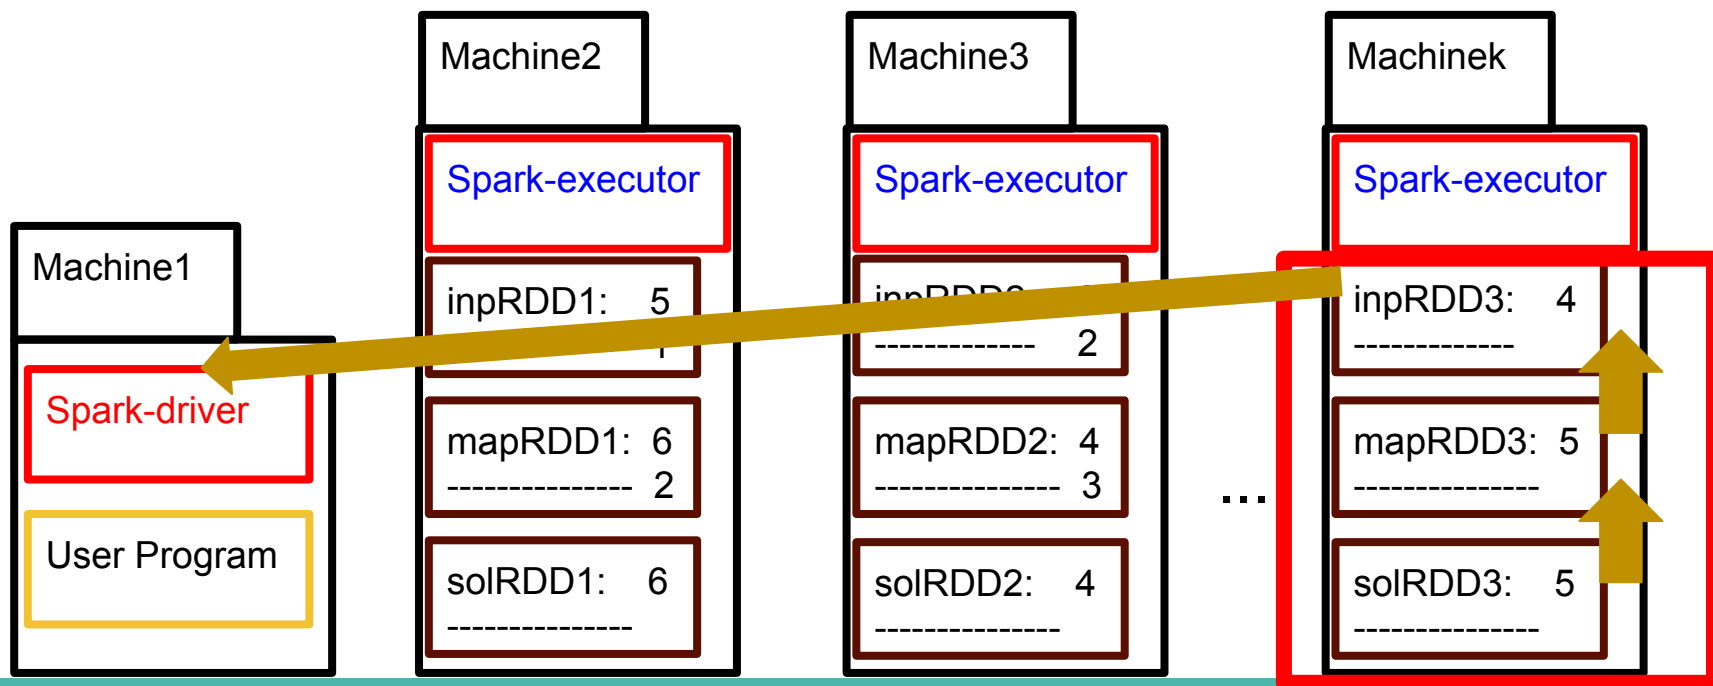 Machine1
Spark-driver
User Program
Machine2
Spark-executor
inpRDD1: 5
mapRDD1: 6
--------------- 2
solRDD1: 6
---------------
Machine3
Spark-executor
------------- 2
mapRDD2: 4
--------------- 3
solRDD2: 4
---------------
...
Machinek
Spark-executor
inpRDD3: 4
-------------
mapRDD3: 5
---------------
solRDD3: 5
---------------